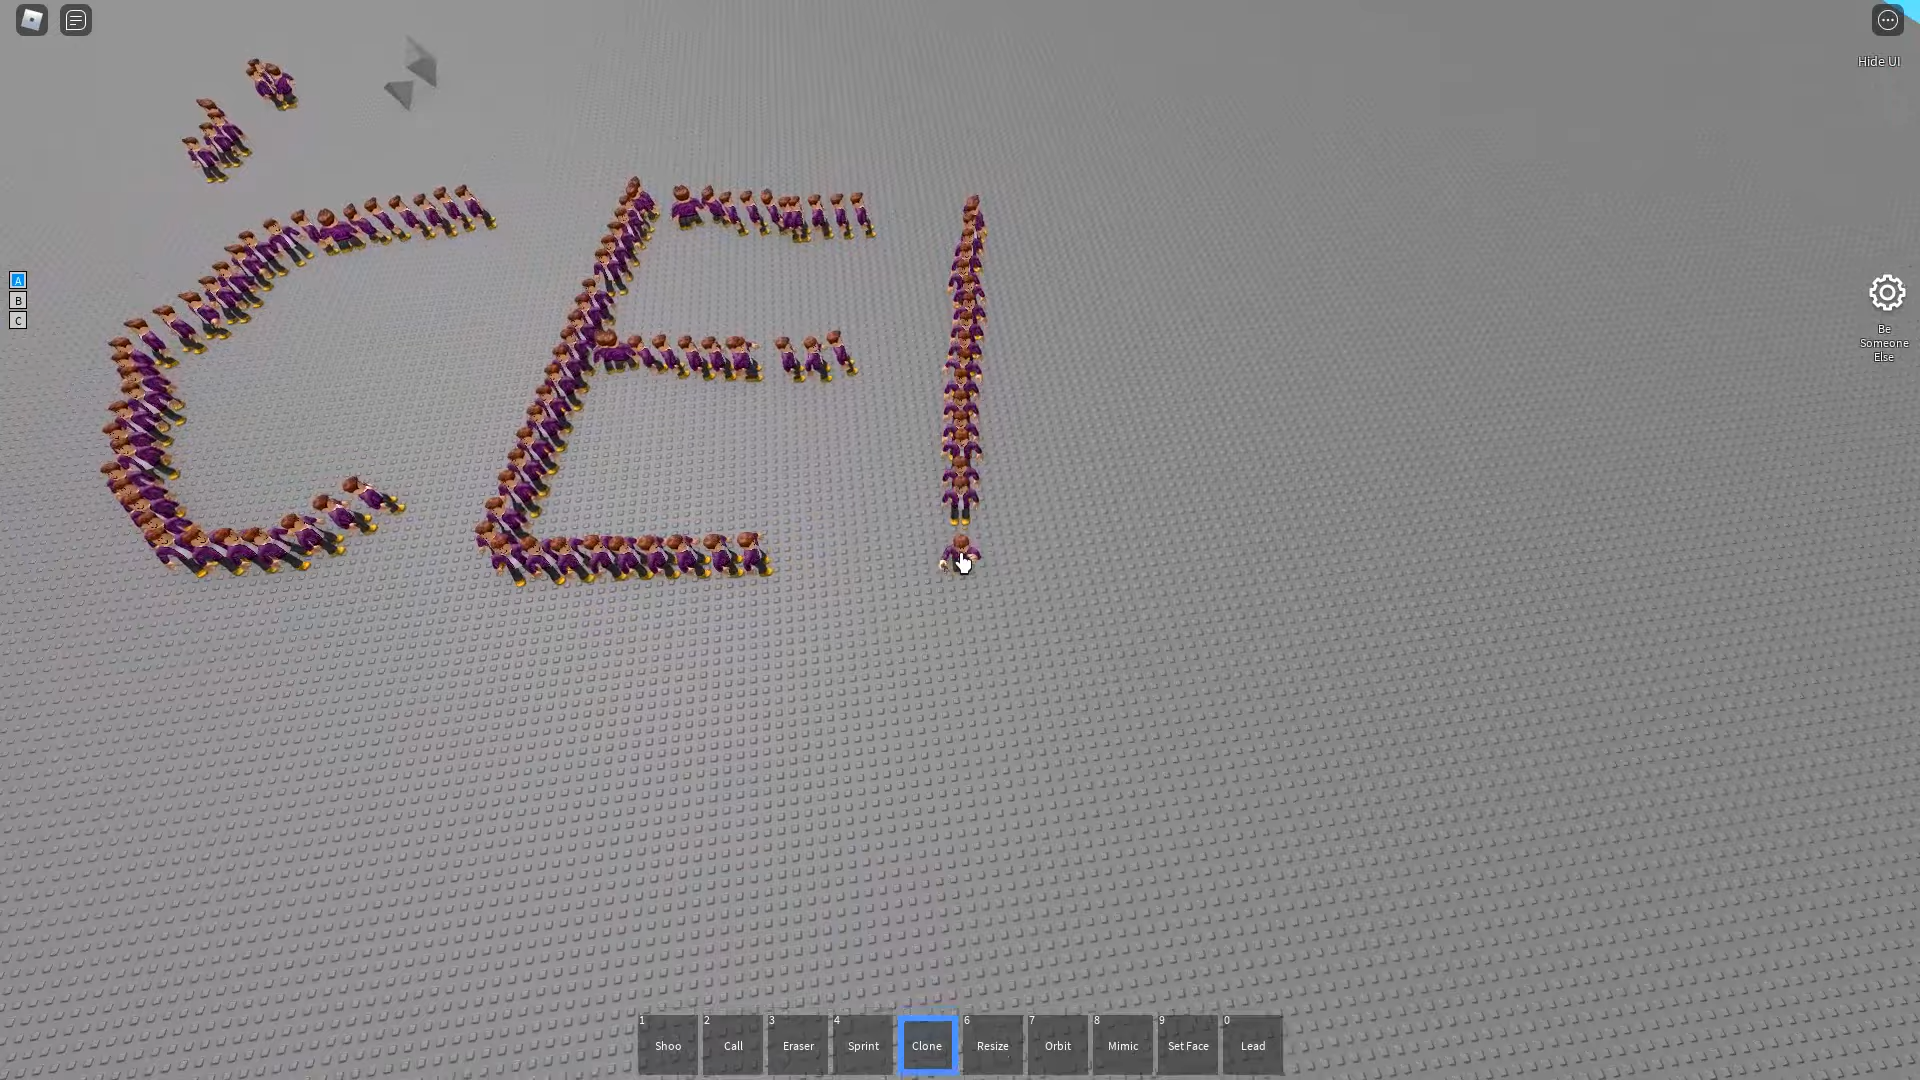 Hide UI
CEI
A
B
C
Be
Someone
Else
1 Shoo
2 Call
3 Eraser
4 Sprint
Clone
6 Resize
7 Orbit
8 Mimic
9 Set Face
0 Lead